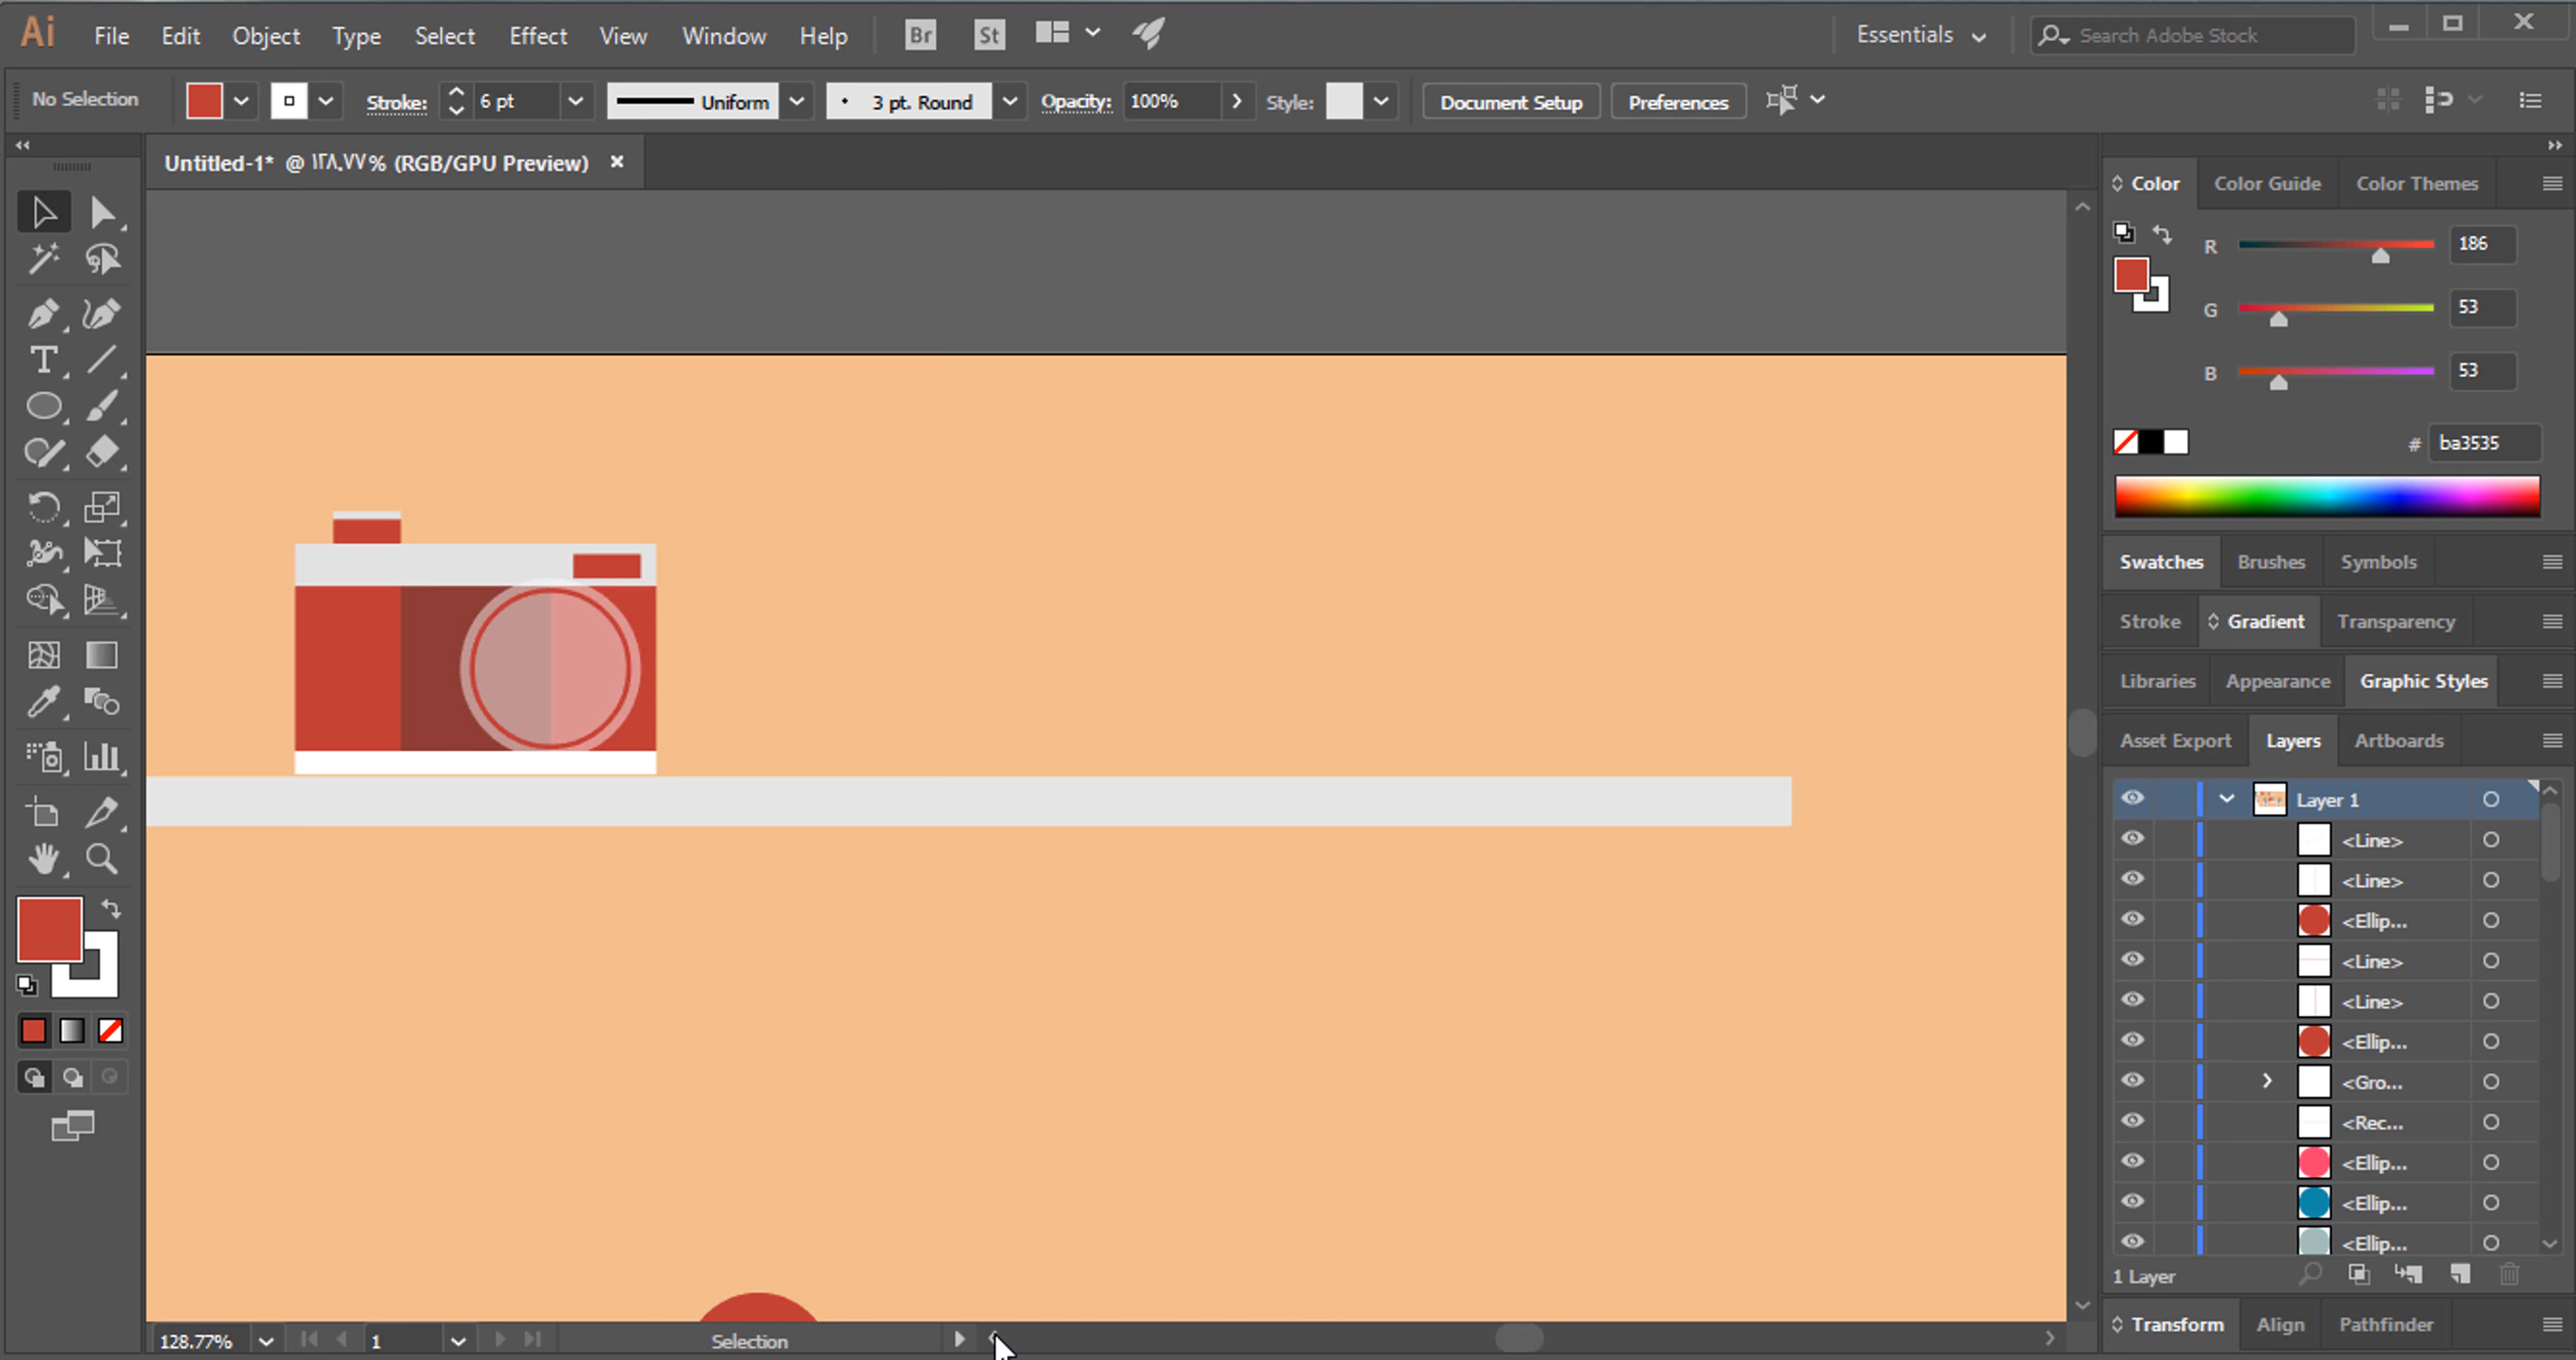 Ai File Edit Object Type Select Effect View Window Help Br St Essentials Search Adobe Stock
No Selection Stroke: 6 pt Uniform 3 pt. Round Opacity: 100% Style: Document Setup Preferences
Untitled-1* @ ١٢٨.٧٧% (RGB/GPU Preview) ×
Color Color Guide Color Themes
R 186
G 53
B 53
# ba3535
Swatches Brushes Symbols
Stroke Gradient Transparency
Libraries Appearance Graphic Styles
Asset Export Layers Artboards
Layer 1
<Line>
<Line>
<Ellip...
<Line>
<Line>
<Ellip...
<Gro...
<Rec...
<Ellip...
<Ellip...
<Ellip...
1 Layer
Transform Align Pathfinder
128.77% 1 Selection